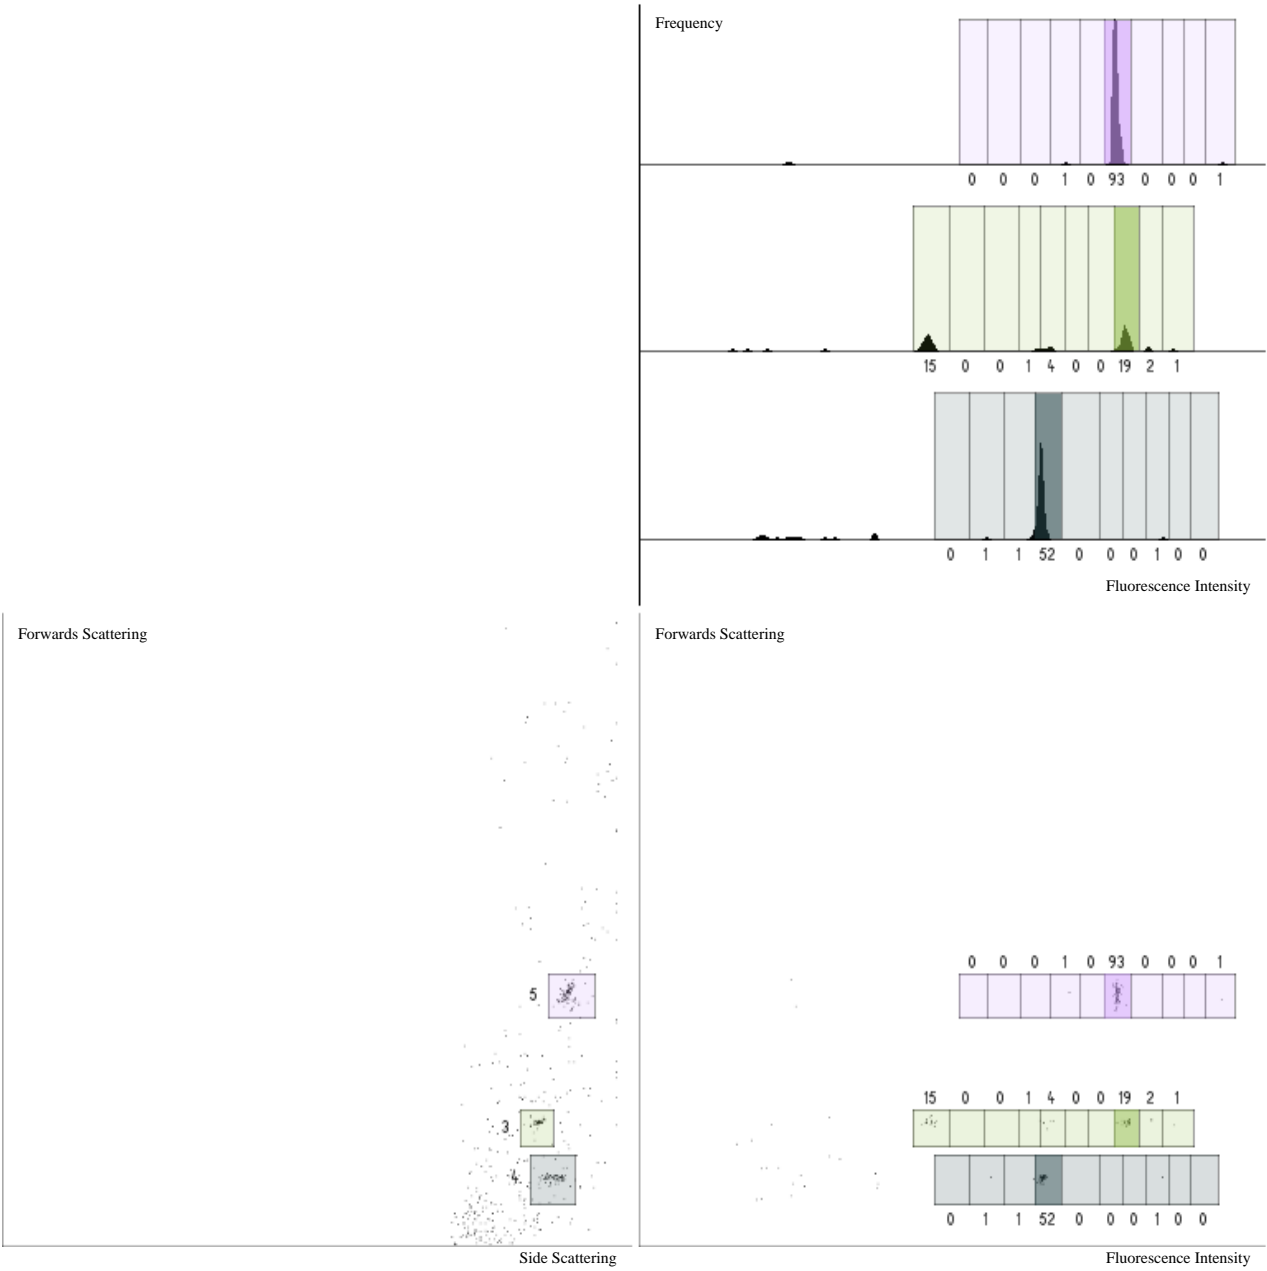 Frequency
0 0 0 1 0 93 0 0 0 1
15 0 0 1 4 0 0 19 2 1
0 1 1 52 0 0 0 1 0 0
Fluorescence Intensity
Forwards Scattering
5
3
4
Side Scattering
Forwards Scattering
0 0 0 1 0 93 0 0 0 1
15 0 0 1 4 0 0 19 2 1
0 1 1 52 0 0 0 1 0 0
Fluorescence Intensity